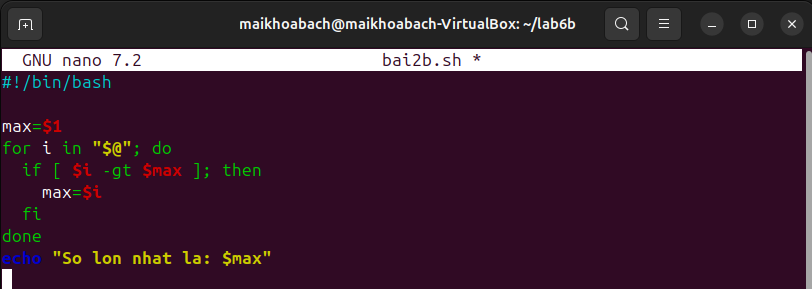 maikhoabach@maikhoabach-VirtualBox: ~/lab6b
GNU nano 7.2 bai2b.sh *
#!/bin/bash
max=$1
for i in "$@"; do
  if [ $i -gt $max ]; then
    max=$i
  fi
done
echo "So lon nhat la: $max"